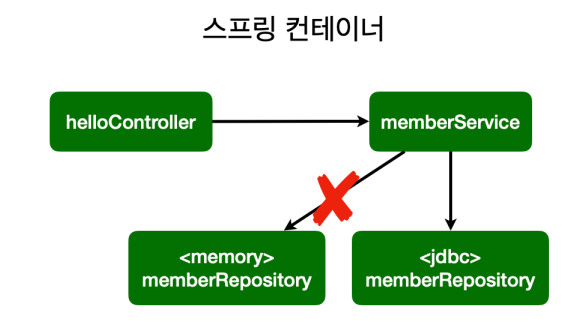 스프링 컨테이너
helloController
memberService
<memory>
memberRepository
<jdbc>
memberRepository